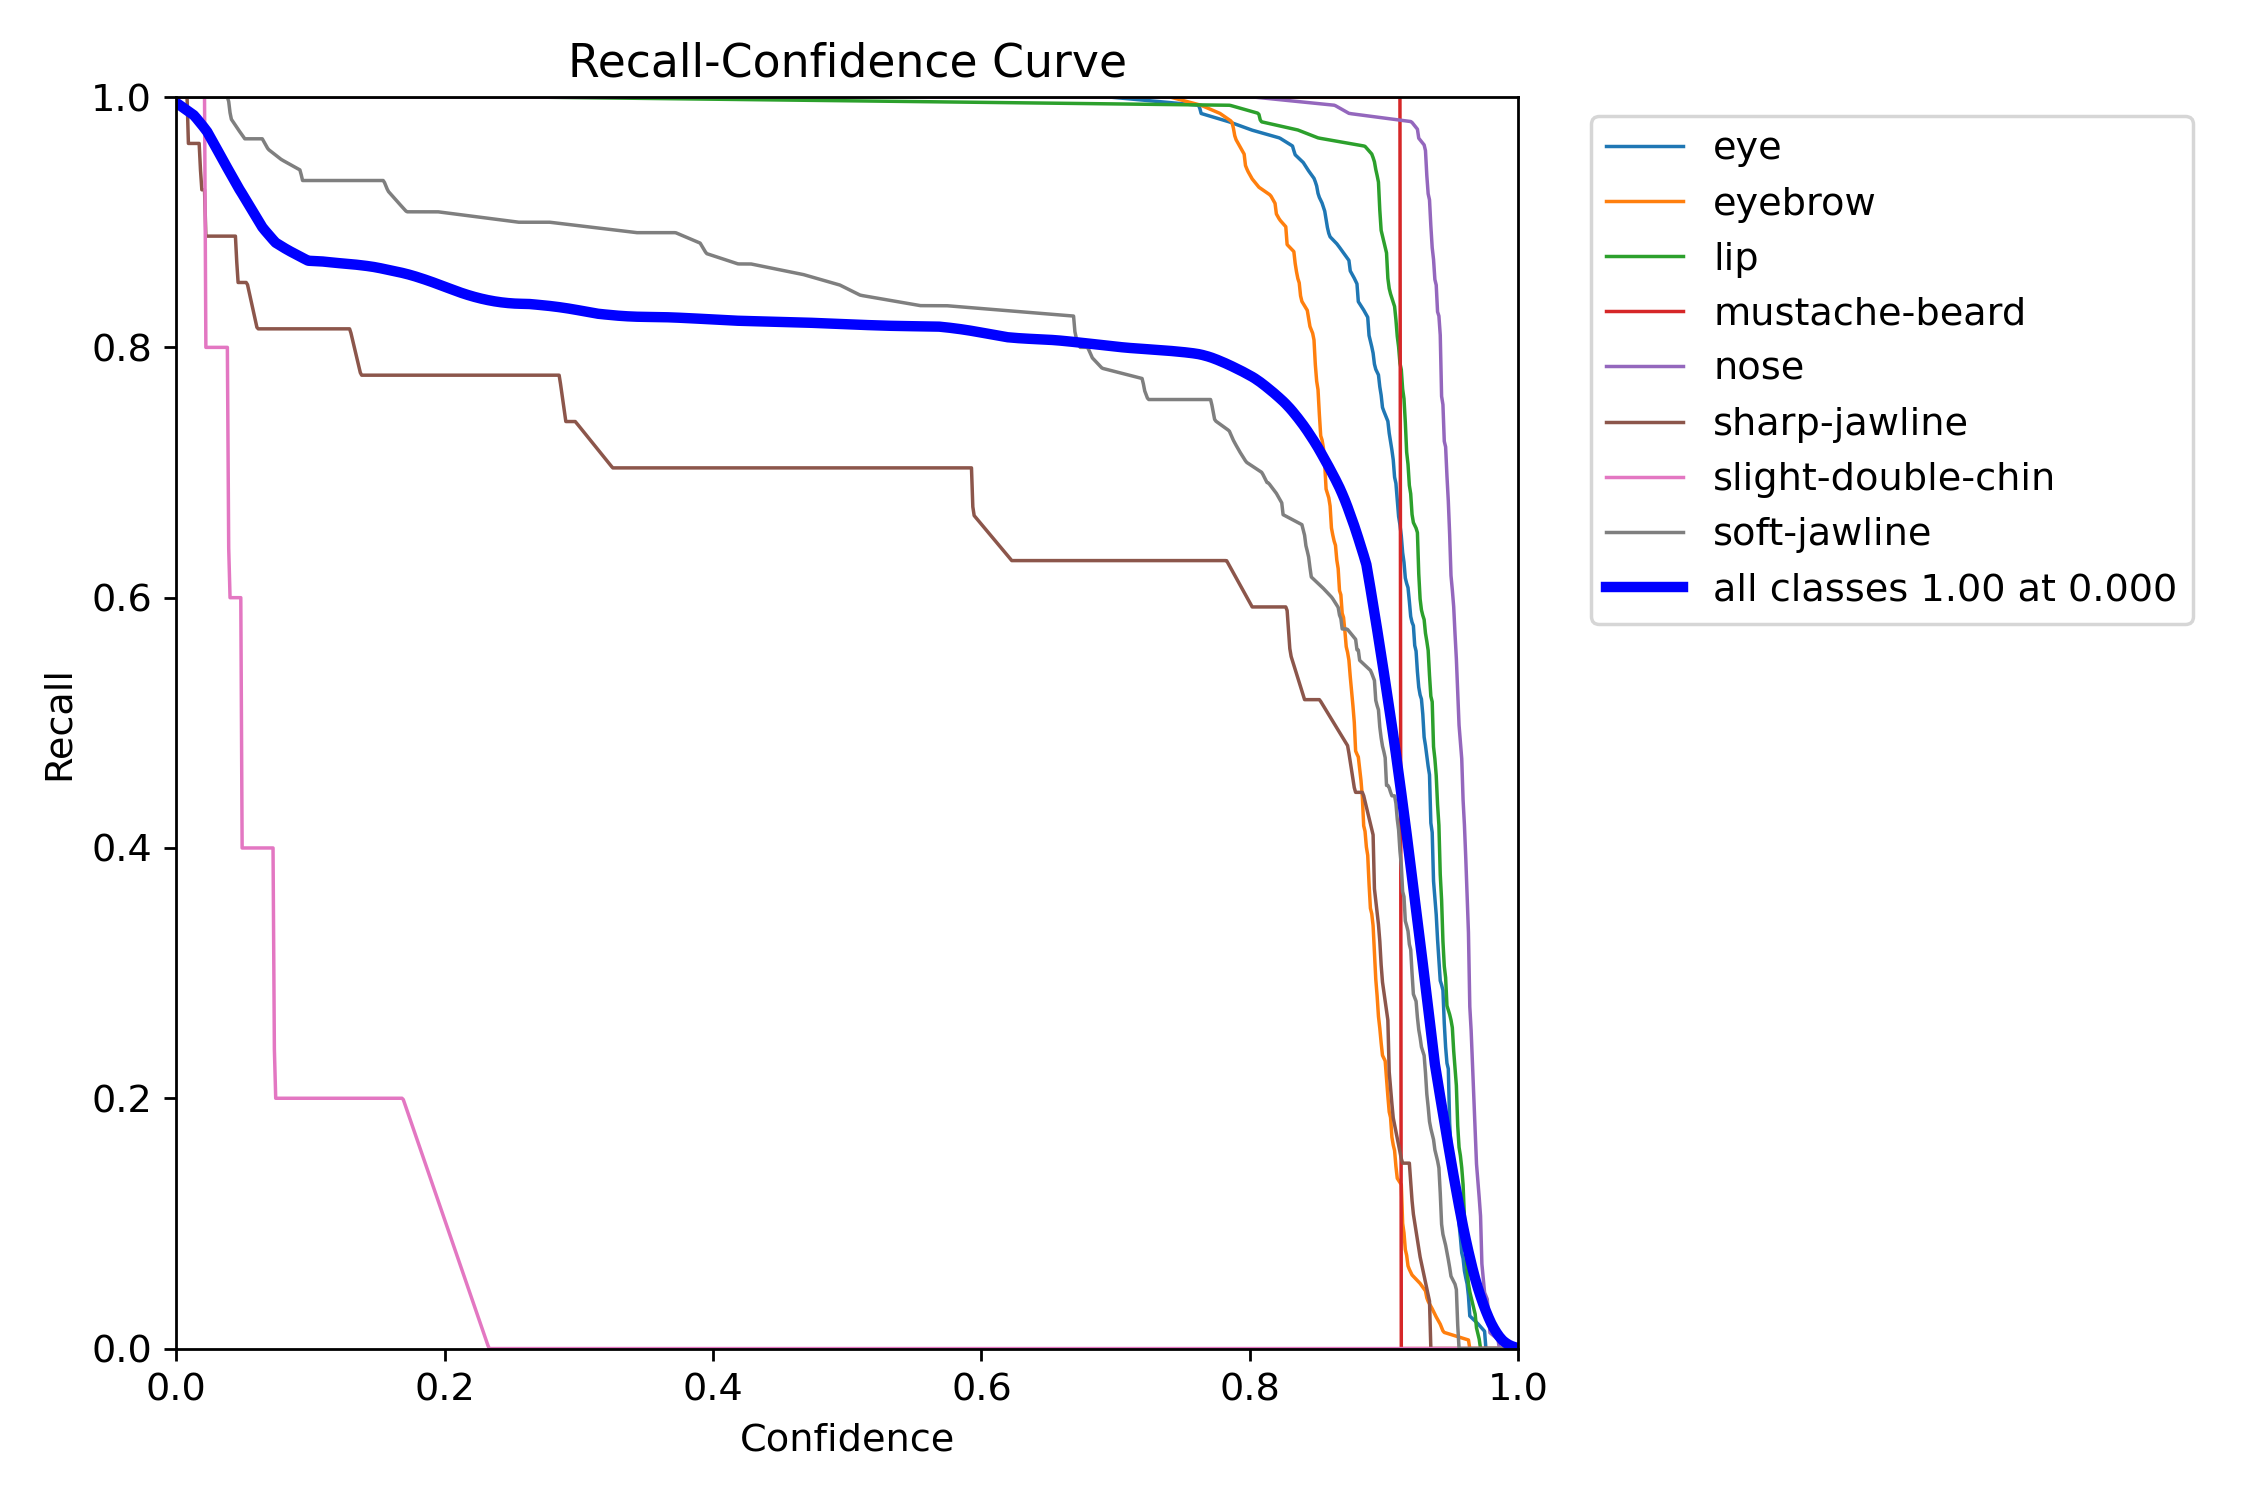 Recall-Confidence Curve
1.0
0.8
0.6
0.4
0.2
0.0
Recall
0.0 0.2 0.4 0.6 0.8 1.0
Confidence
eye
eyebrow
lip
mustache-beard
nose
sharp-jawline
slight-double-chin
soft-jawline
all classes 1.00 at 0.000